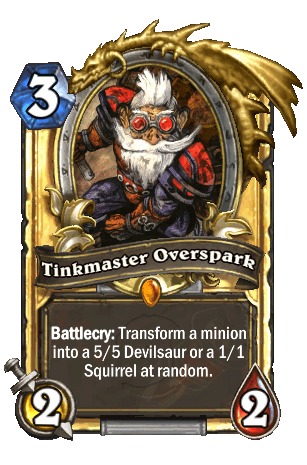 3
Tinkmaster Overspark
Battlecry: Transform a minion
into a 5/5 Devilsaur or a 1/1
Squirrel at random.
2
2